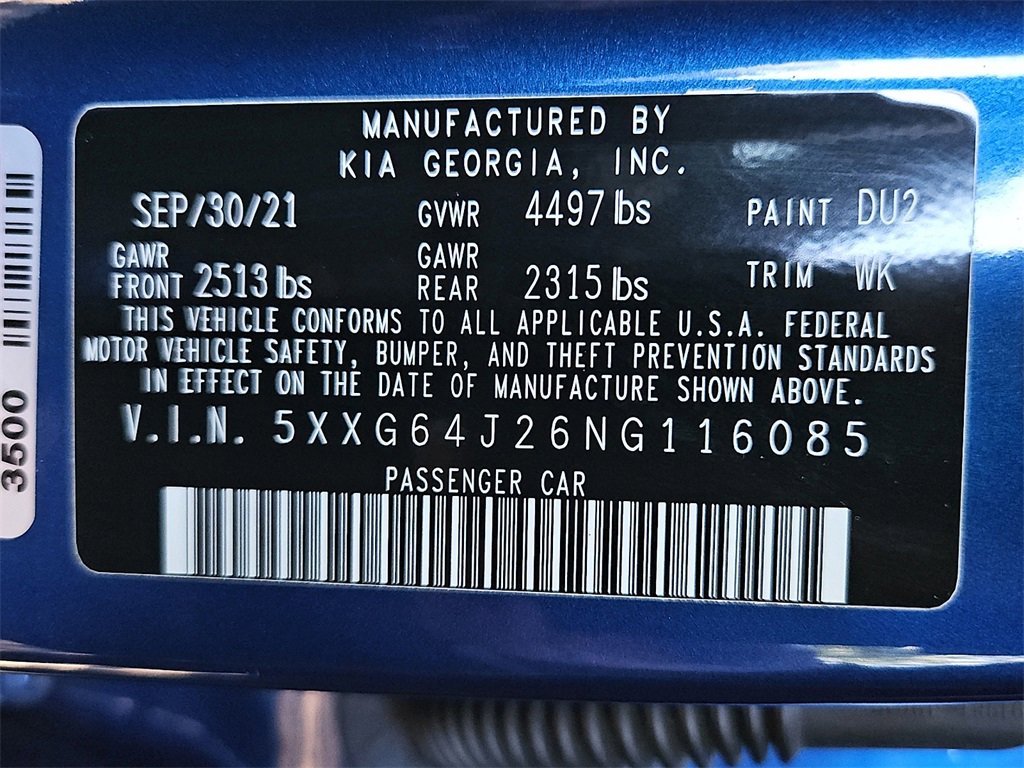 MANUFACTURED BY
KIA GEORGIA, INC.
SEP/30/21 GVWR 4497 lbs PAINT DU2
GAWR FRONT 2513 lbs GAWR REAR 2315 lbs TRIM WK
THIS VEHICLE CONFORMS TO ALL APPLICABLE U.S.A. FEDERAL
MOTOR VEHICLE SAFETY, BUMPER, AND THEFT PREVENTION STANDARDS
IN EFFECT ON THE DATE OF MANUFACTURE SHOWN ABOVE.
V.I.N. 5XXG64J26NG116085
PASSENGER CAR
3500